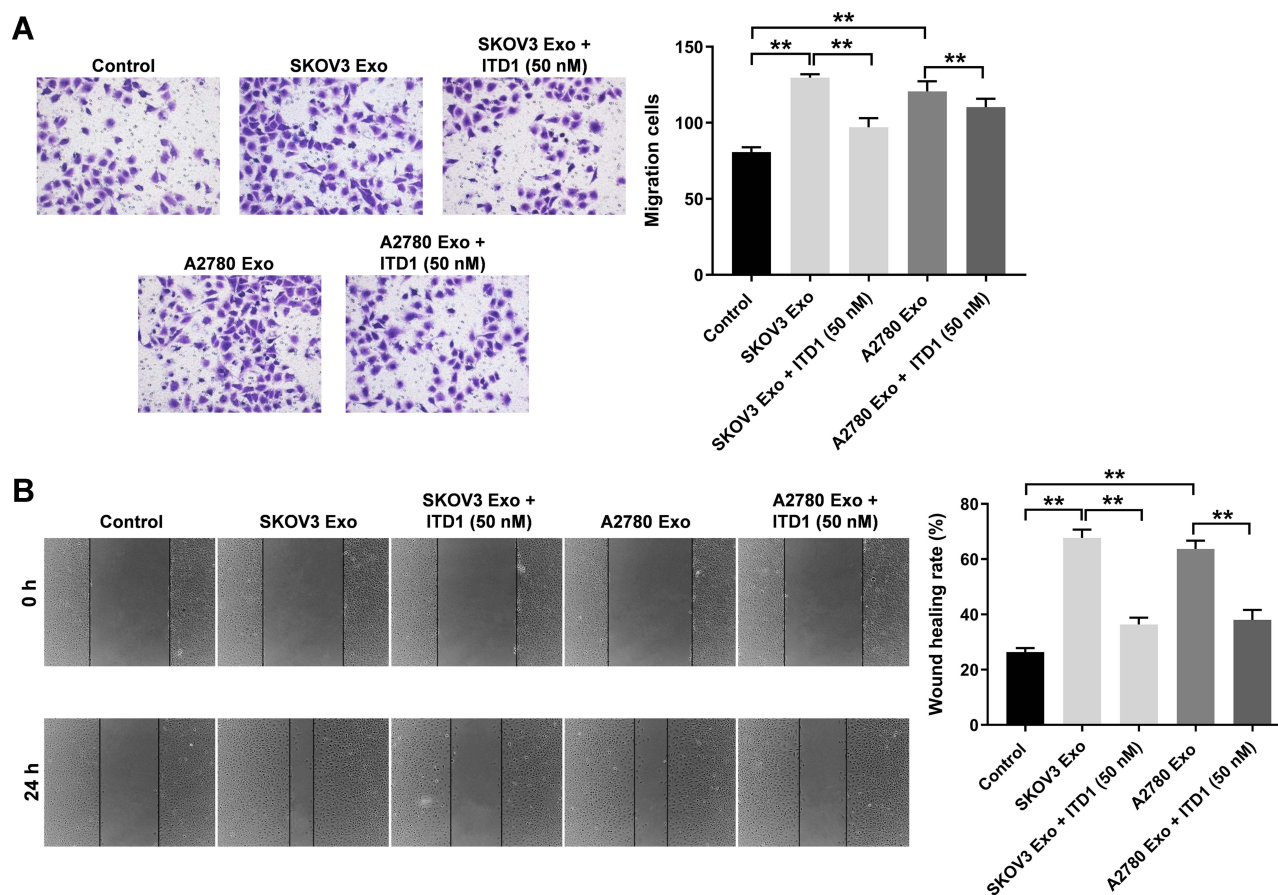 A
Control
SKOV3 Exo
SKOV3 Exo +
ITD1 (50 nM)
A2780 Exo
A2780 Exo +
ITD1 (50 nM)
**
**
**
**
Migration cells
150
100
50
0
Control
SKOV3 Exo
SKOV3 Exo + ITD1 (50 nM)
A2780 Exo
A2780 Exo + ITD1 (50 nM)
B
Control
SKOV3 Exo
SKOV3 Exo +
ITD1 (50 nM)
A2780 Exo
A2780 Exo +
ITD1 (50 nM)
0 h
24 h
**
**
**
**
Wound healing rate (%)
80
60
40
20
0
Control
SKOV3 Exo
SKOV3 Exo + ITD1 (50 nM)
A2780 Exo
A2780 Exo + ITD1 (50 nM)